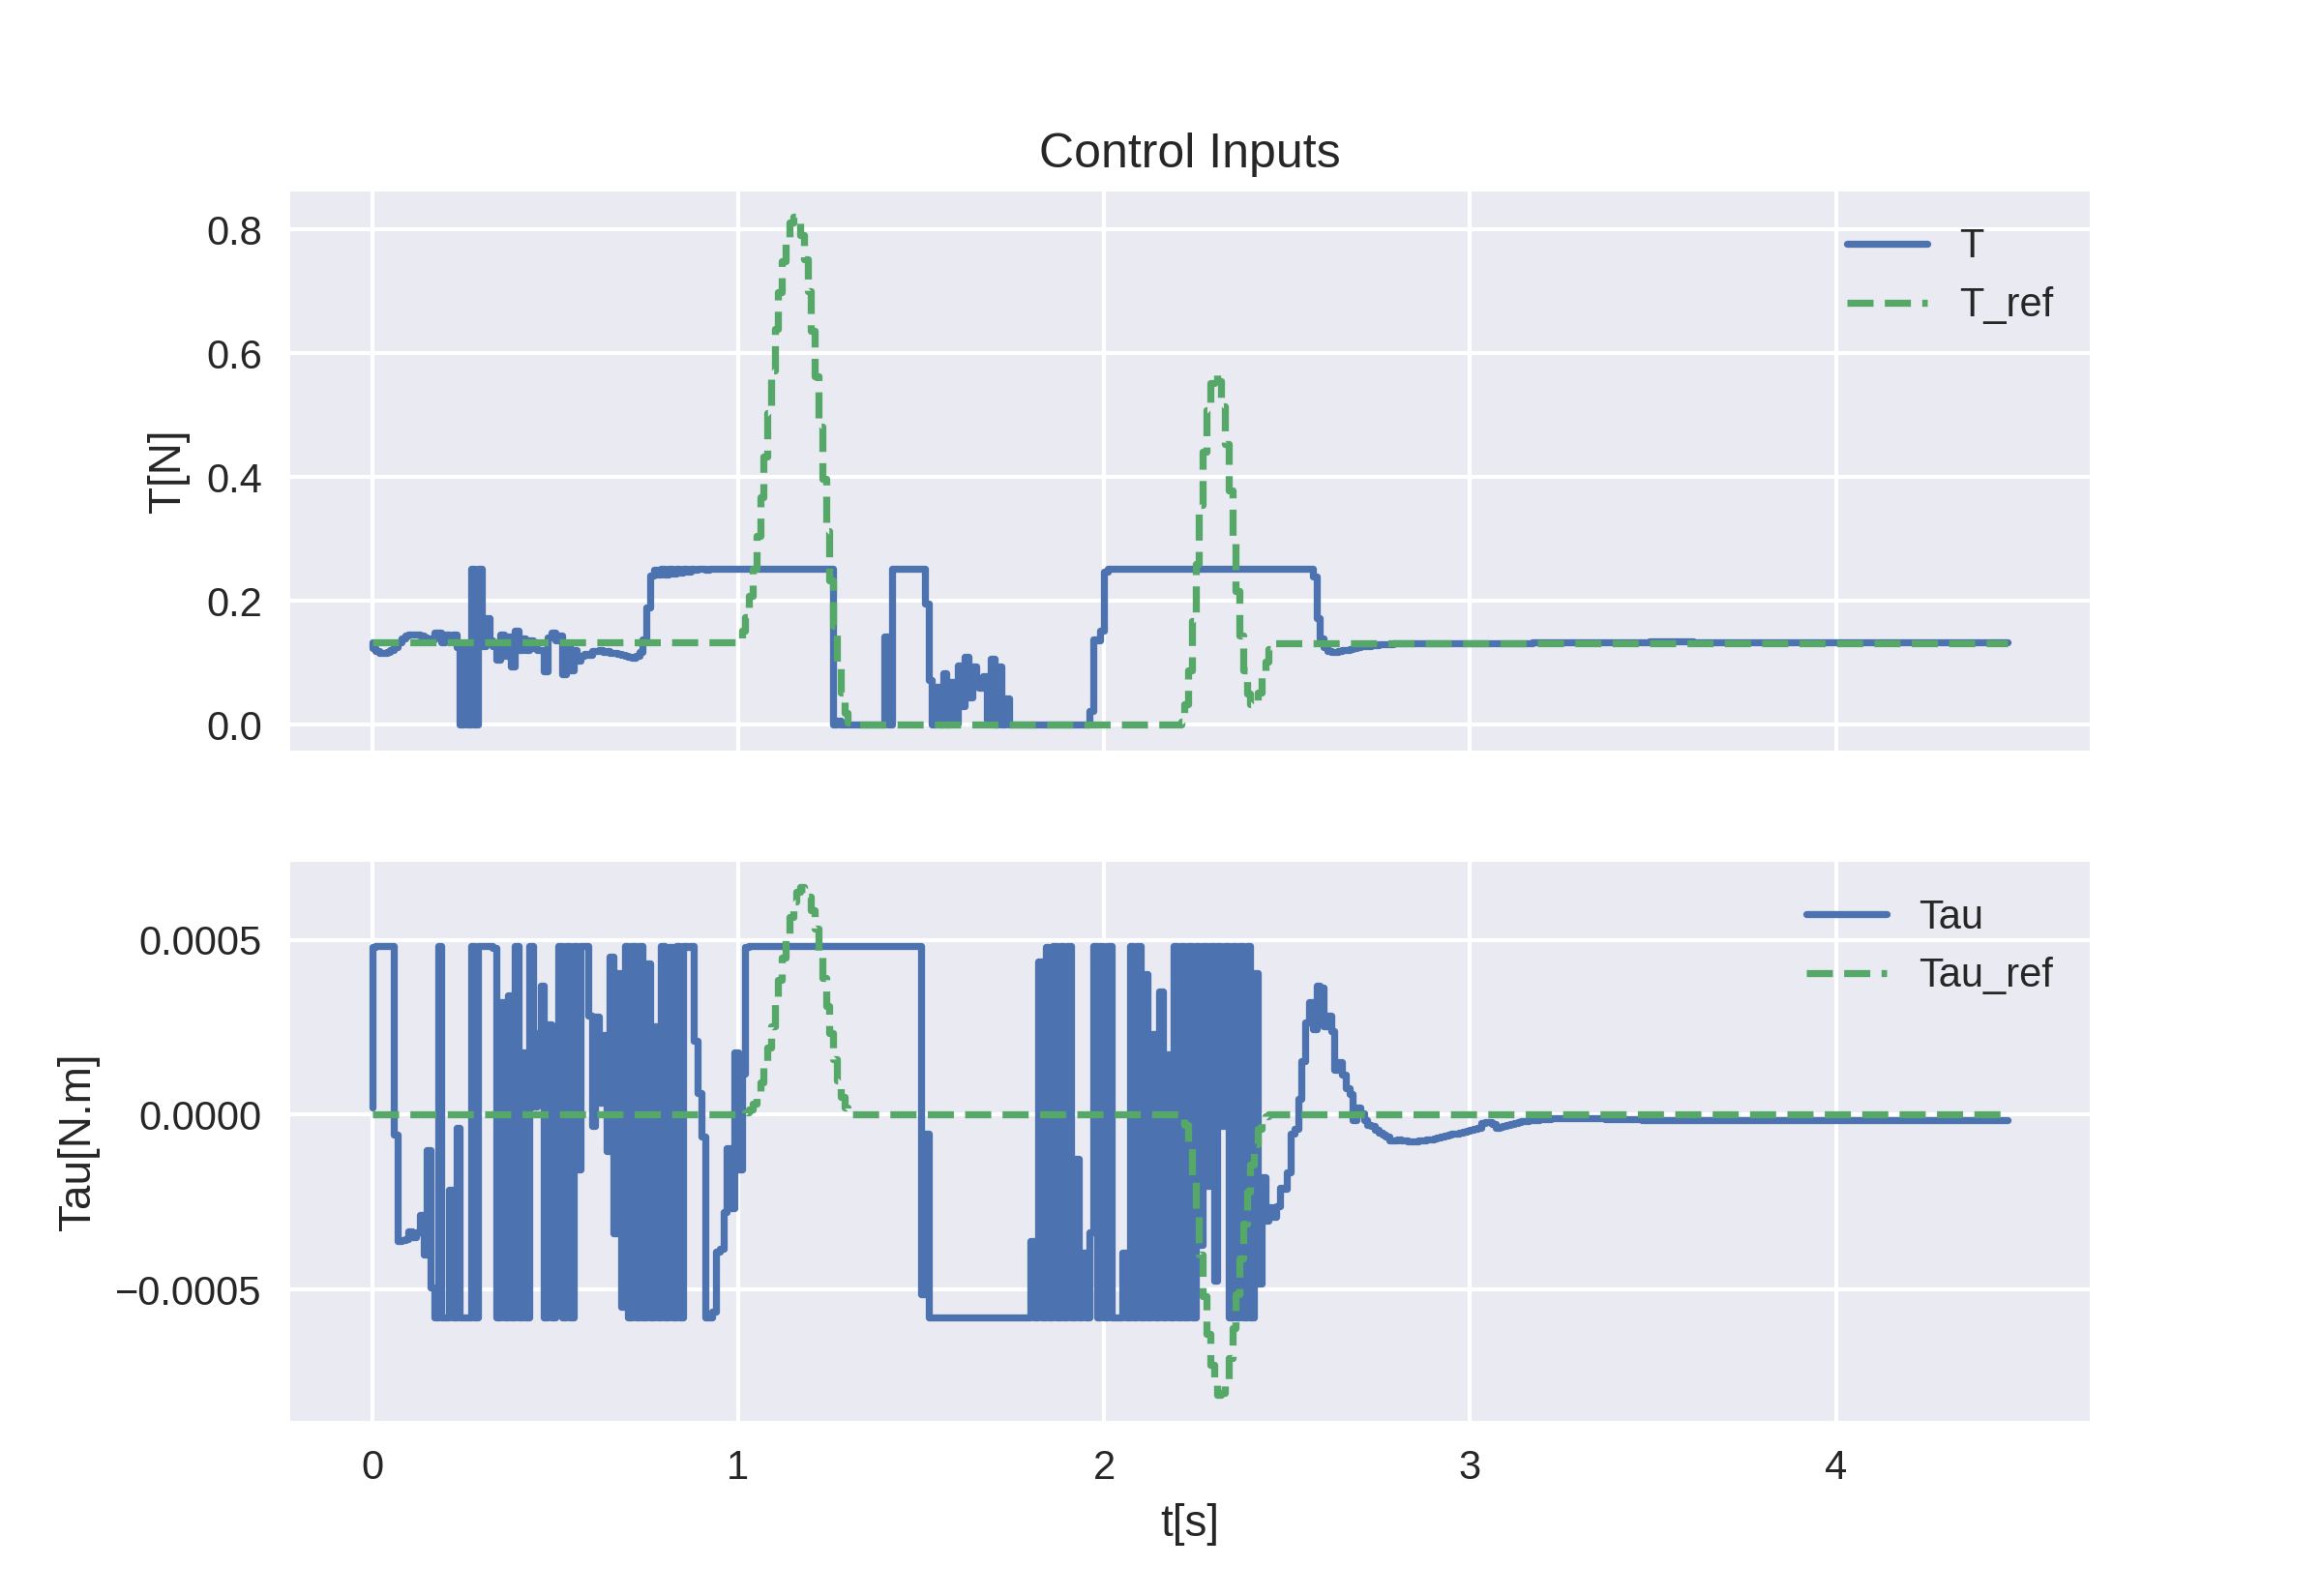 Control Inputs
T[N]
0.8
0.6
0.4
0.2
0.0
T
T_ref
Tau[N.m]
0.0005
0.0000
−0.0005
Tau
Tau_ref
0 1 2 3 4
t[s]